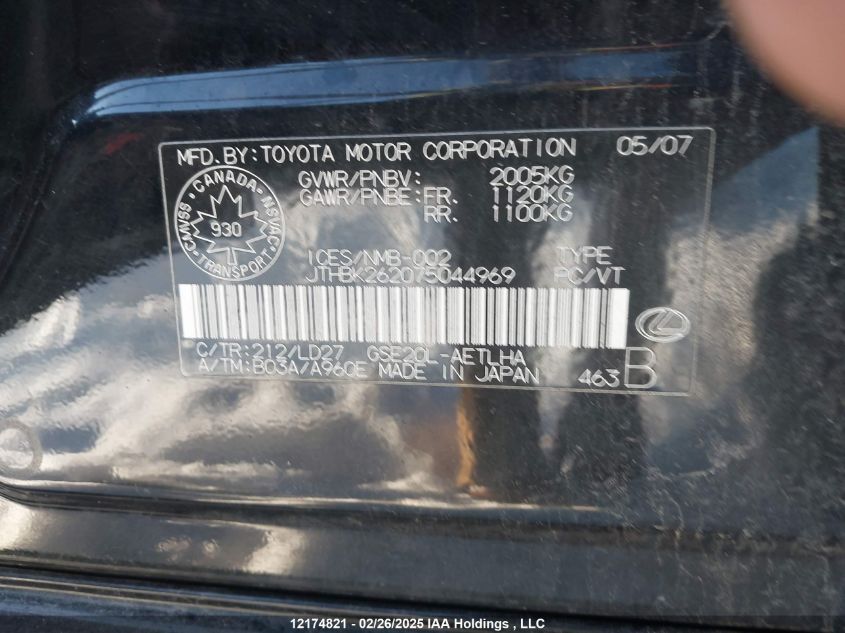 MFD.BY:TOYOTA MOTOR CORPORATION 05/07
GVWR/PNBV: 2005KG
GAWR/PNBE:FR. 1120KG
RR. 1100KG
CANADA
CMVSS NSVAC
930
TRANSPORT
ICES/NMB-002 TYPE
JTHBK262075044969 PC/VT
C/TR:212/LD27 GSE20L-AETLHA
A/TM:B03A/A960E MADE IN JAPAN 463 B
12174821 - 02/26/2025 IAA Holdings , LLC